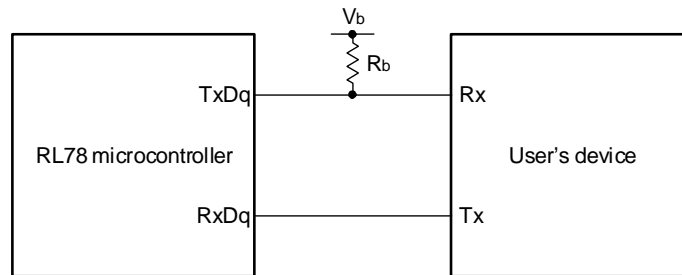 Vb
Rb
TxDq
Rx
RL78 microcontroller
User's device
RxDq
Tx